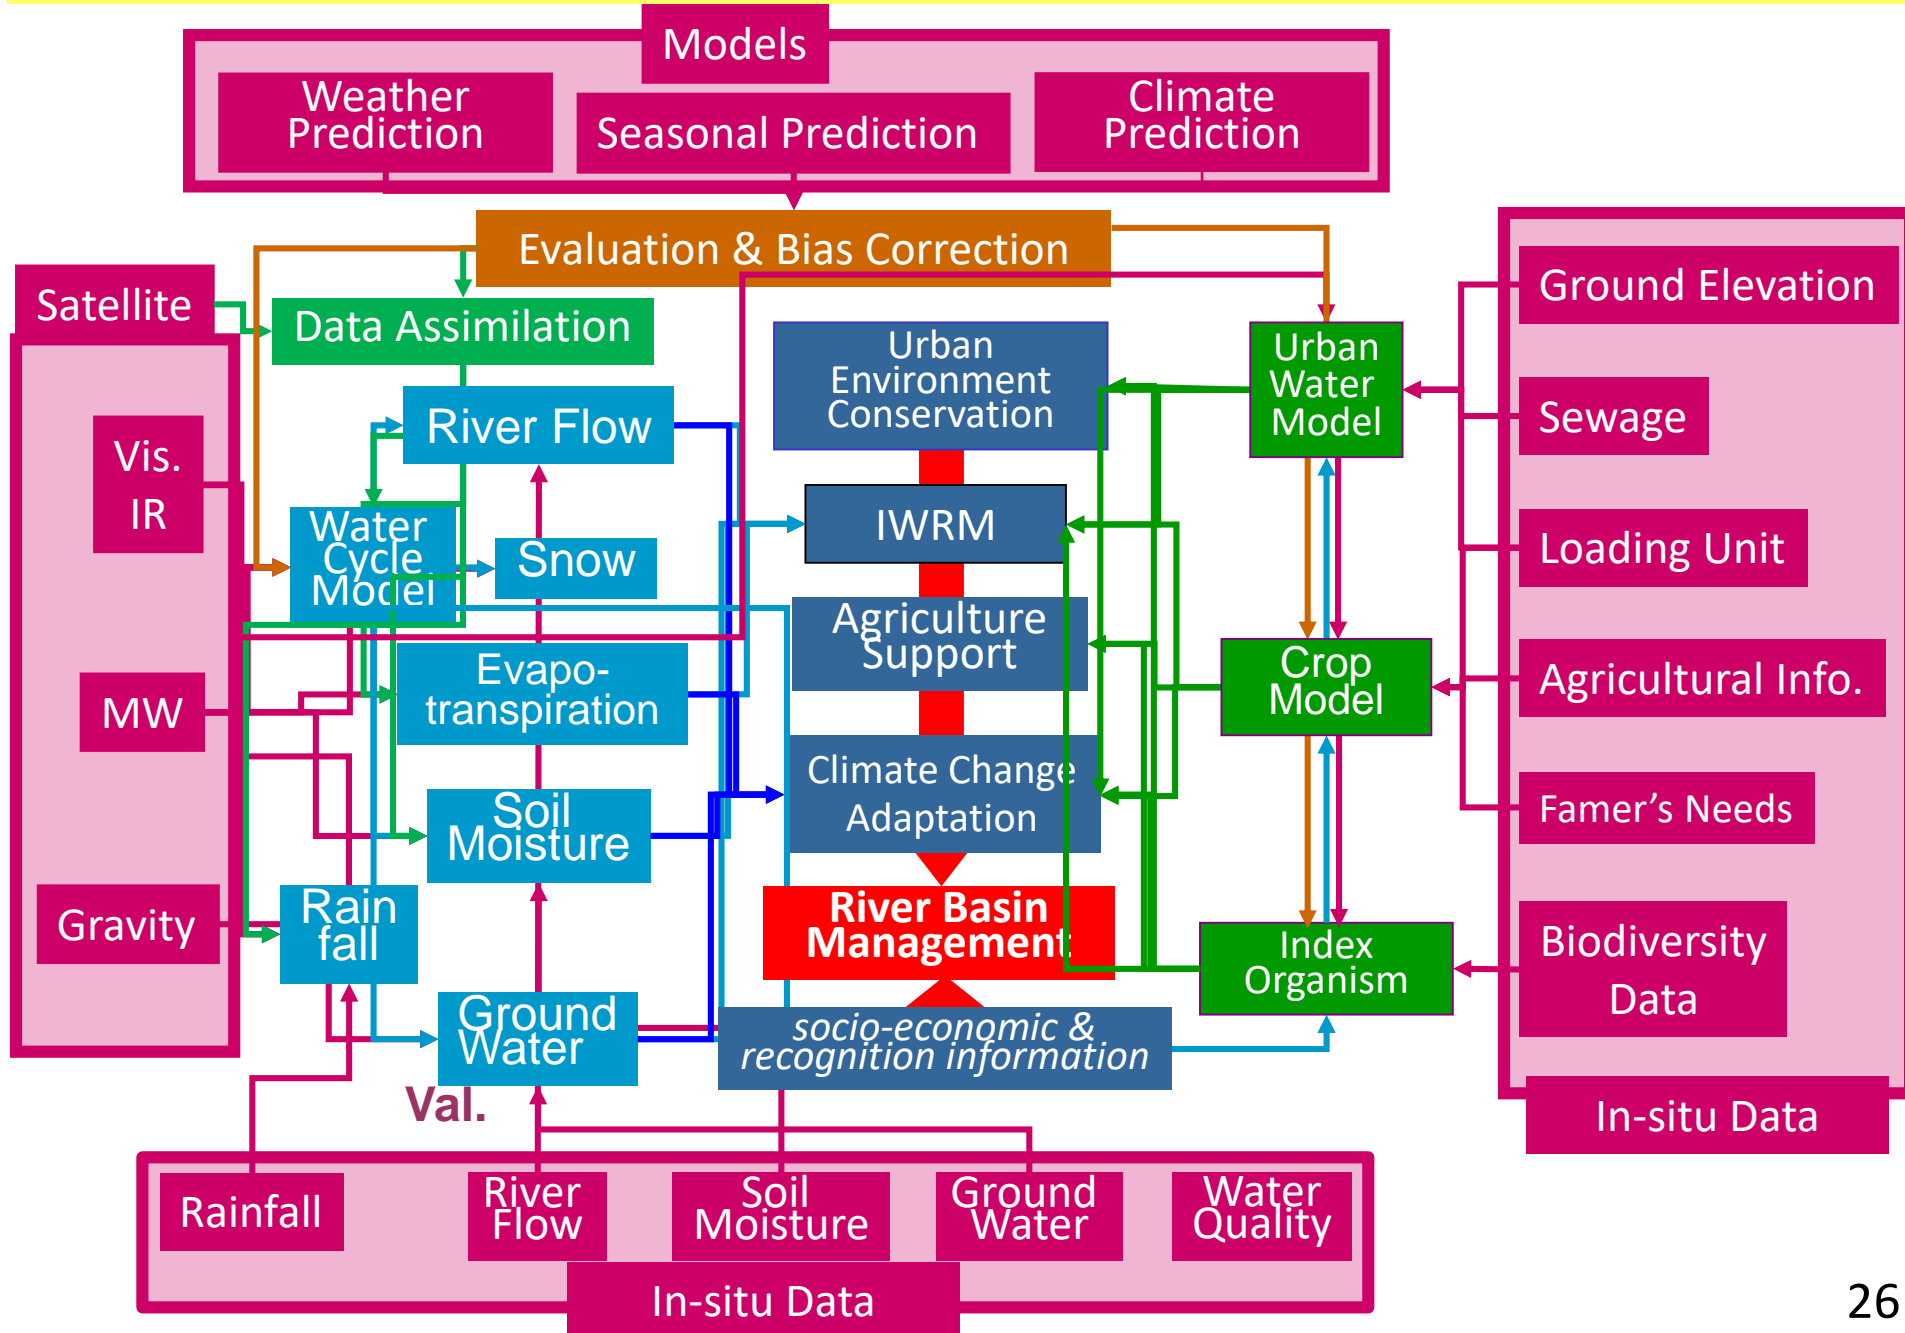 Models
Weather
Prediction
Seasonal Prediction
Climate
Prediction
Evaluation & Bias Correction
Satellite
Data Assimilation
Vis.
IR
MW
Gravity
River Flow
Water
Cycle
Model
Snow
Evapo-
transpiration
Soil
Moisture
Rain
fall
Ground
Water
Val.
Urban
Environment
Conservation
IWRM
Agriculture
Support
Climate Change
Adaptation
River Basin
Management
socio-economic &
recognition information
Urban
Water
Model
Crop
Model
Index
Organism
Ground Elevation
Sewage
Loading Unit
Agricultural Info.
Famer's Needs
Biodiversity
Data
In-situ Data
Rainfall
River
Flow
Soil
Moisture
Ground
Water
Water
Quality
In-situ Data
26